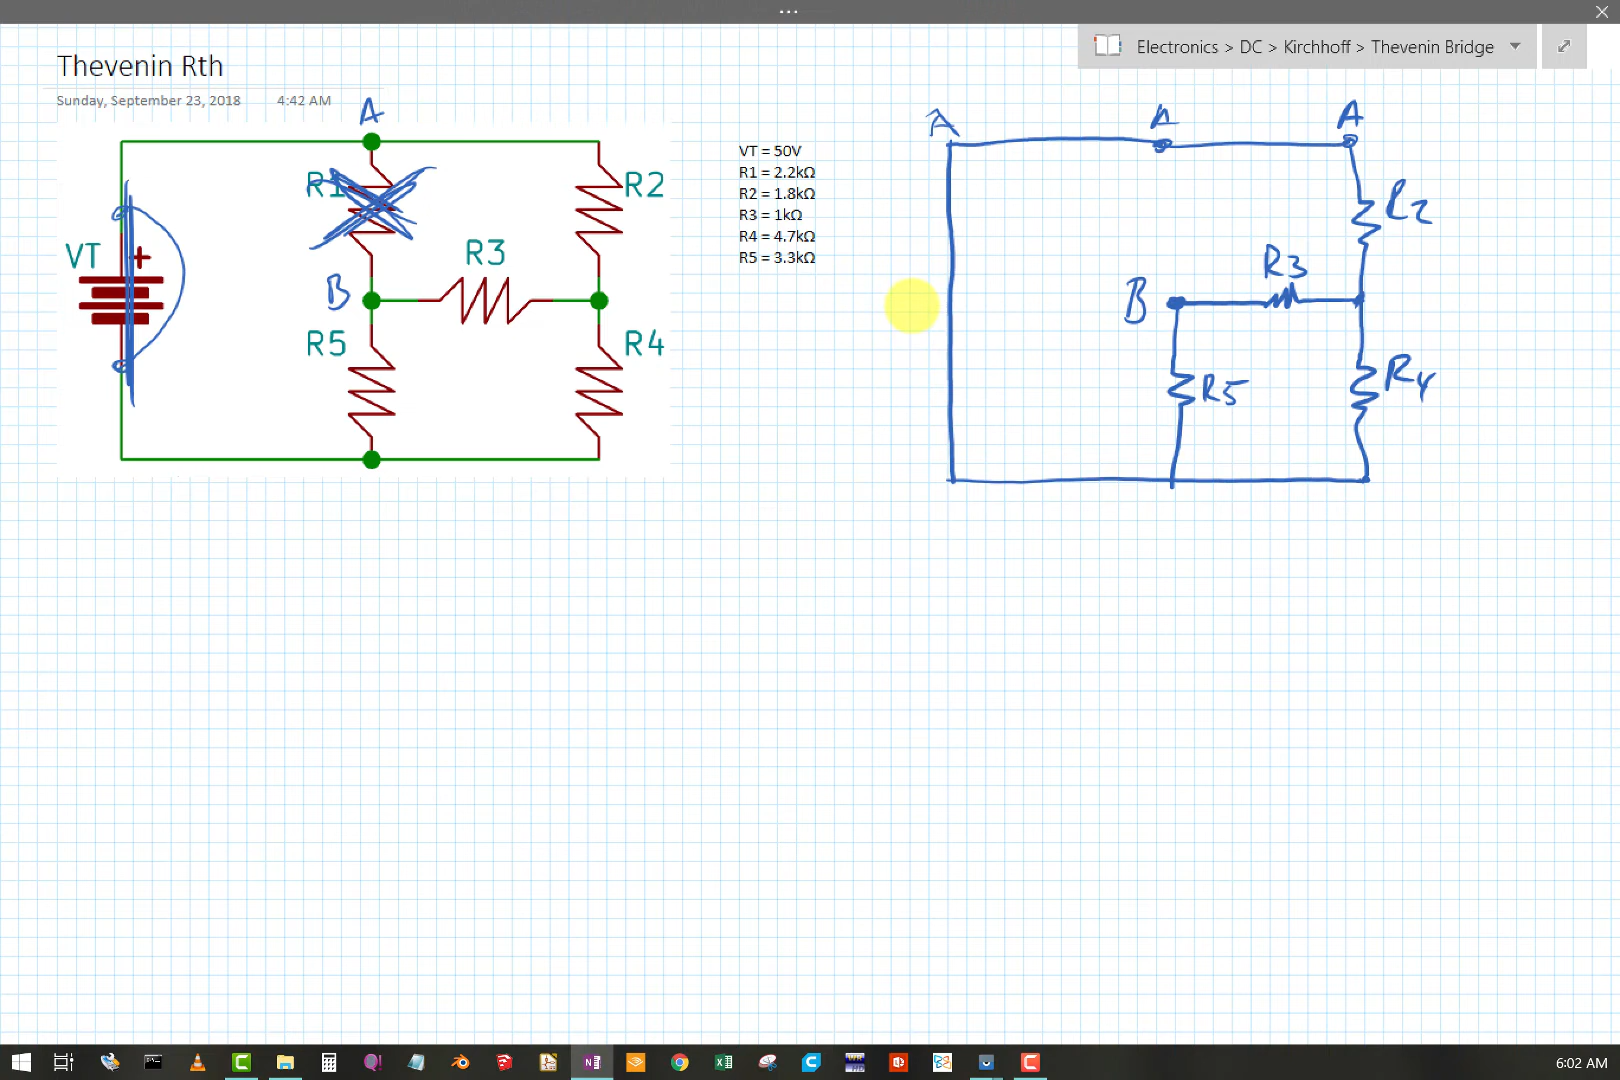 Electronics > DC > Kirchhoff > Thevenin Bridge
Thevenin Rth
Sunday, September 23, 2018 4:42 AM
A
VT
+
R1
R2
B
R3
R5
R4
VT = 50V
R1 = 2.2kΩ
R2 = 1.8kΩ
R3 = 1kΩ
R4 = 4.7kΩ
R5 = 3.3kΩ
A A A
R2
R3
B
R5
R4
6:02 AM